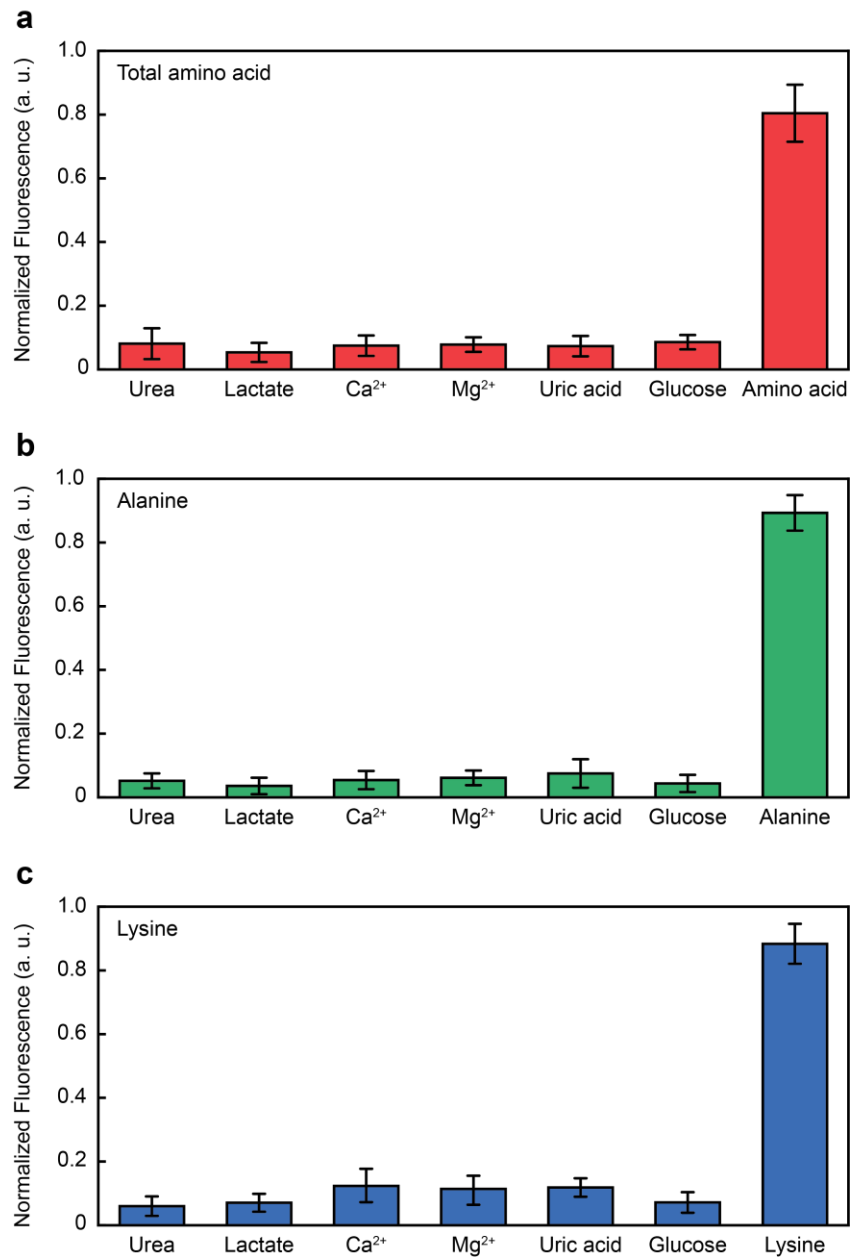 a
Normalized Fluorescence (a. u.)
1.0
0.8
0.6
0.4
0.2
0
Total amino acid
Urea Lactate Ca²⁺ Mg²⁺ Uric acid Glucose Amino acid
b
Normalized Fluorescence (a. u.)
1.0
0.8
0.6
0.4
0.2
0
Alanine
Urea Lactate Ca²⁺ Mg²⁺ Uric acid Glucose Alanine
c
Normalized Fluorescence (a. u.)
1.0
0.8
0.6
0.4
0.2
0
Lysine
Urea Lactate Ca²⁺ Mg²⁺ Uric acid Glucose Lysine